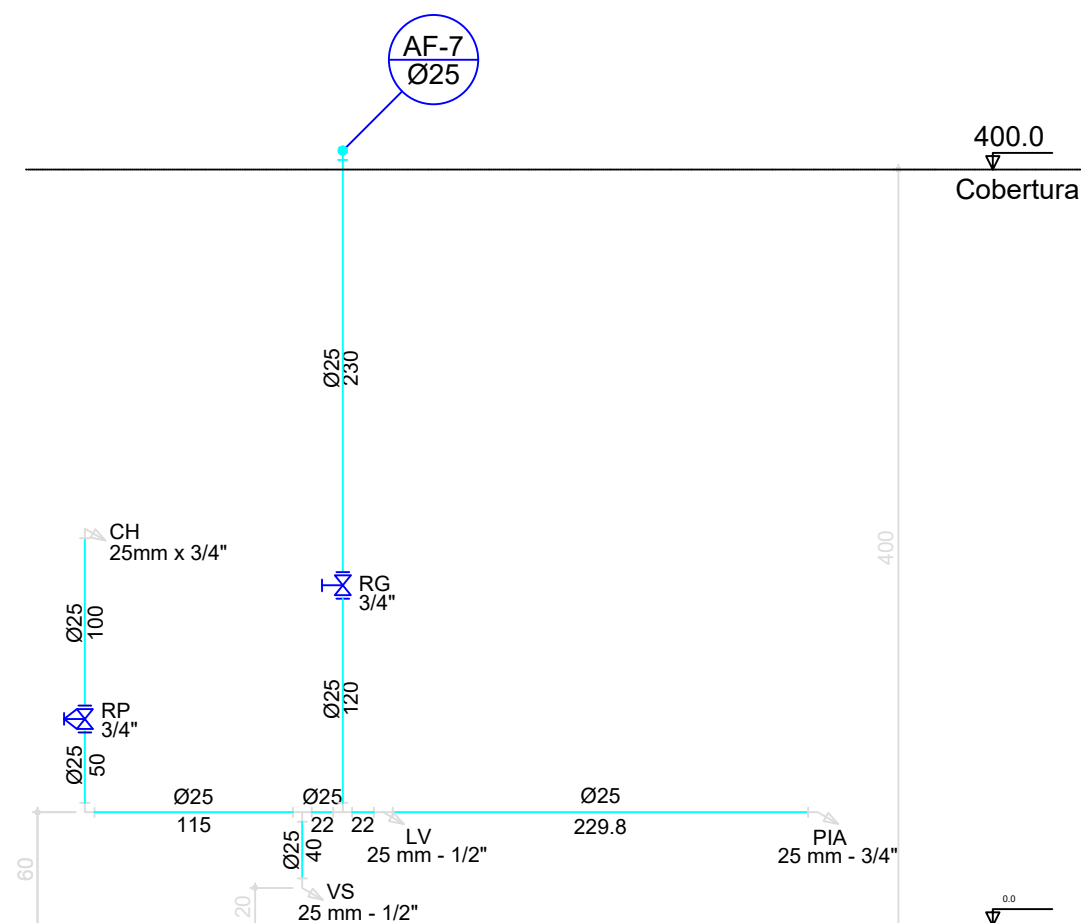 AF-7
Ø25
400.0
Cobertura
Ø25
230
400
CH
25mm x 3/4"
RG
3/4"
Ø25
100
Ø25
120
RP
3/4"
Ø25
50
Ø25
115
Ø25
22
22
Ø25
229.8
LV
25 mm - 1/2"
PIA
25 mm - 3/4"
Ø25
40
60
VS
25 mm - 1/2"
20
0.0